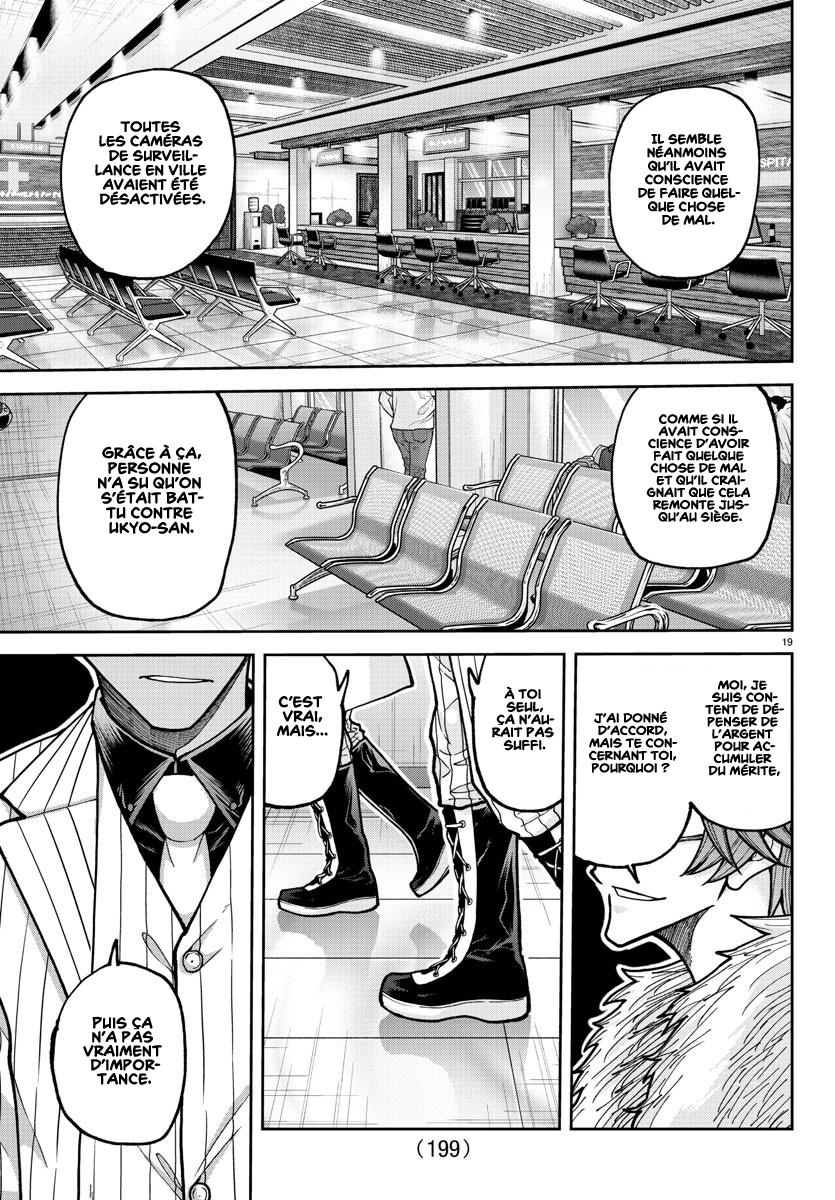 IL SEMBLE
NÉANMOINS
QU'IL AVAIT
CONSCIENCE
DE FAIRE QUEL-
QUE CHOSE
DE MAL.
TOUTES
LES CAMÉRAS
DE SURVEIL-
LANCE EN VILLE
AVAIENT ÉTÉ
DÉSACTIVÉES.
COMME SI IL
AVAIT CONS-
CIENCE D'AVOIR
FAIT QUELQUE
CHOSE DE MAL
ET QU'IL CRAI-
GNAIT QUE CELA
REMONTE JUS-
QU'AU SIÈGE.
GRÂCE À ÇA,
PERSONNE
N'A SU QU'ON
S'ÉTAIT BAT-
TU CONTRE
UKYO-SAN.
19
MOI, JE
SUIS CON-
TENT DE DÉ-
PENSER DE
L'ARGENT
POUR AC-
CUMULER
DU MÉRITE,
J'AI DONNÉ
D'ACCORD,
MAIS TE CON-
CERNANT TOI,
POURQUOI ?
À TOI
SEUL,
ÇA N'AU-
RAIT PAS
SUFFI.
C'EST
VRAI,
MAIS...
PUIS ÇA
N'A PAS
VRAIMENT
D'IMPOR-
TANCE.
(199)